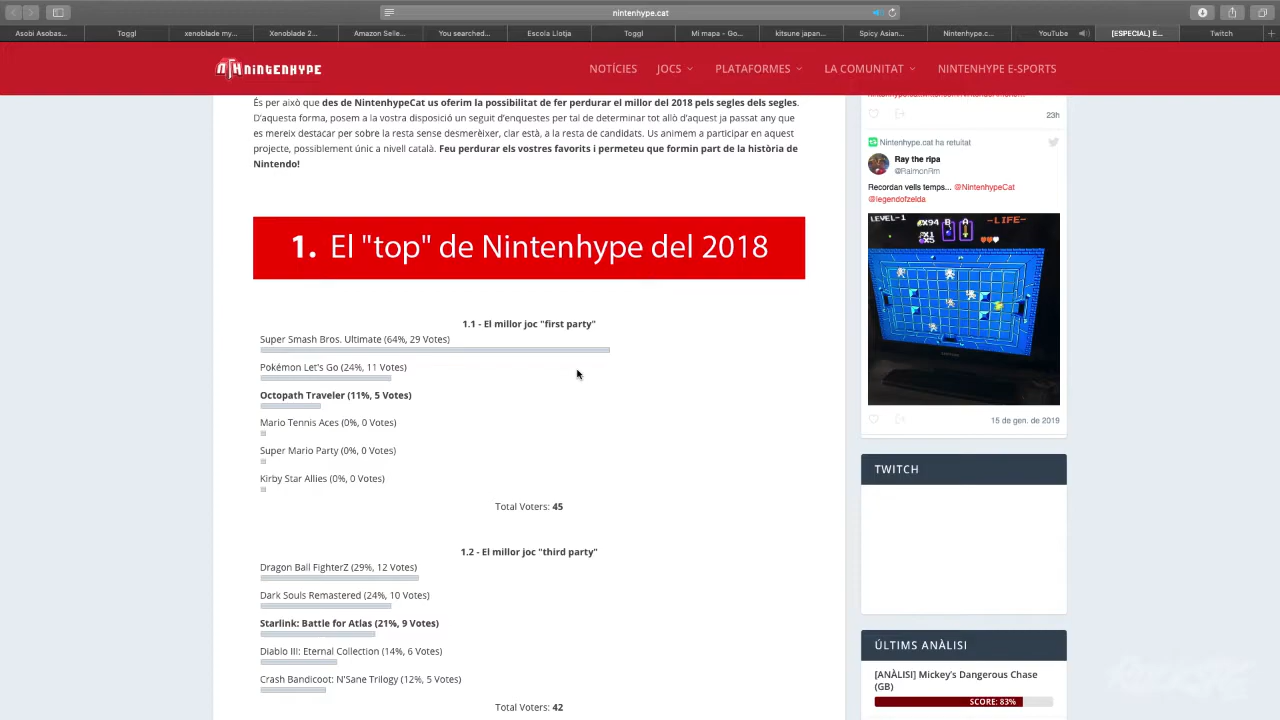 nintenhype.cat
Asobi Asobas...
Toggl
xenoblade my...
Xenoblade 2...
Amazon Selle...
You searched...
Escola Llotja
Toggl
Mi mapa - Go...
kitsune japan...
Spicy Asian...
Nintenhype.c...
YouTube
[ESPECIAL] E...
Twitch
NINTENHYPE
NOTÍCIES
JOCS
PLATAFORMES
LA COMUNITAT
NINTENHYPE E-SPORTS
És per això que des de NintenhypeCat us oferim la possibilitat de fer perdurar el millor del 2018 pels segles dels segles.
D'aquesta forma, posem a la vostra disposició un seguit d'enquestes per tal de determinar tot allò d'aquest ja passat any que
es mereix destacar per sobre la resta sense desmerèixer, clar està, a la resta de candidats. Us animem a participar en aquest
projecte, possiblement únic a nivell català. Feu perdurar els vostres favorits i permeteu que formin part de la història de
Nintendo!
1. El "top" de Nintenhype del 2018
1.1 - El millor joc "first party"
Super Smash Bros. Ultimate (64%, 29 Votes)
Pokémon Let's Go (24%, 11 Votes)
Octopath Traveler (11%, 5 Votes)
Mario Tennis Aces (0%, 0 Votes)
Super Mario Party (0%, 0 Votes)
Kirby Star Allies (0%, 0 Votes)
Total Voters: 45
1.2 - El millor joc "third party"
Dragon Ball FighterZ (29%, 12 Votes)
Dark Souls Remastered (24%, 10 Votes)
Starlink: Battle for Atlas (21%, 9 Votes)
Diablo III: Eternal Collection (14%, 6 Votes)
Crash Bandicoot: N'Sane Trilogy (12%, 5 Votes)
Total Voters: 42
23h
Nintenhype.cat ha retuitat
Ray the ripa
@RaimonRm
Recordan vells temps... @NintenhypeCat
@legendofzelda
LEVEL-1
X94
B
A
-LIFE-
X1
X5
15 de gen. de 2019
TWITCH
ÚLTIMS ANÀLISI
[ANÀLISI] Mickey's Dangerous Chase
(GB)
SCORE: 83%